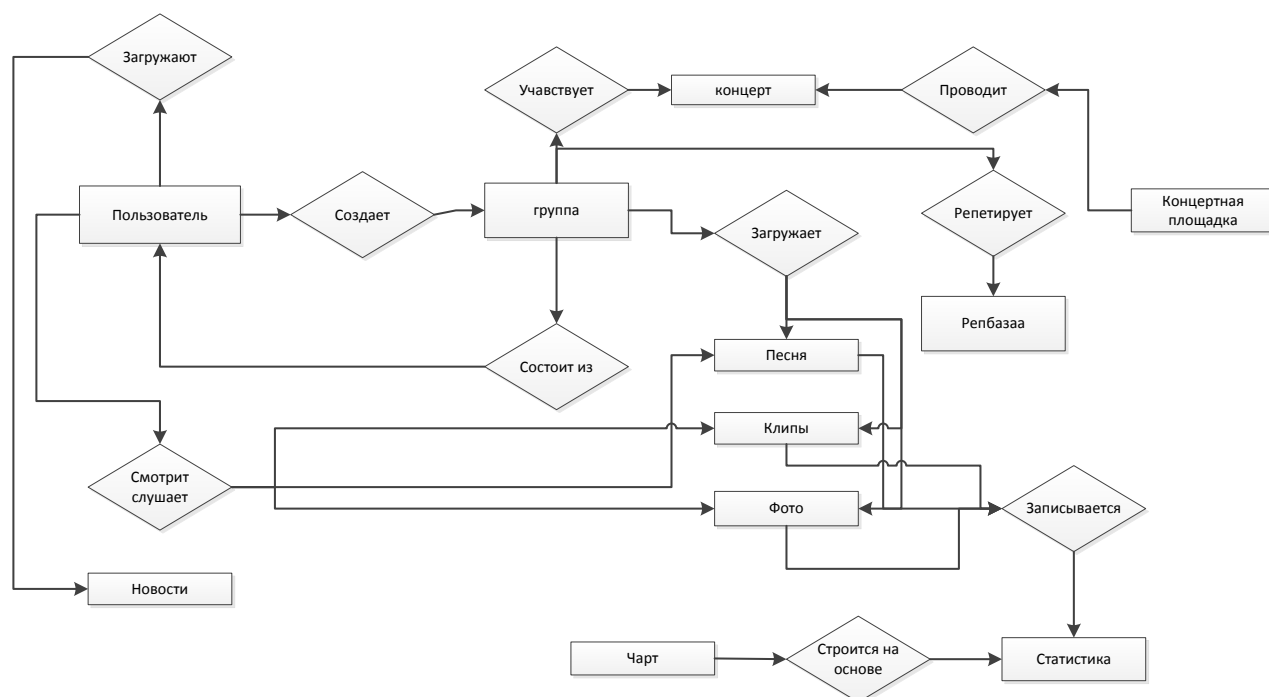 Загружают
Учавствует
концерт
Проводит
Пользователь
Создает
группа
Репетирует
Концертная
площадка
Загружает
Репбазаа
Состоит из
Песня
Клипы
Смотрит
слушает
Фото
Записывается
Новости
Чарт
Строится на
основе
Статистика